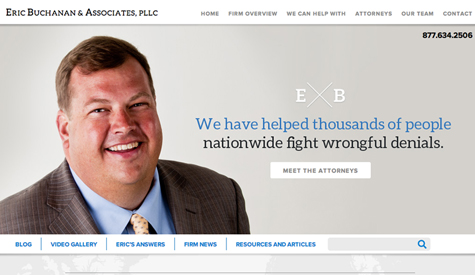 ERIC BUCHANAN & ASSOCIATES, PLLC
HOME FIRM OVERVIEW WE CAN HELP WITH ATTORNEYS OUR TEAM CONTACT
877.634.2506
E B
We have helped thousands of people
nationwide fight wrongful denials.
MEET THE ATTORNEYS
BLOG VIDEO GALLERY ERIC'S ANSWERS FIRM NEWS RESOURCES AND ARTICLES